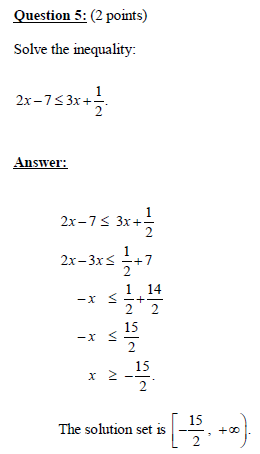 Question 5: (2 points)
Solve the inequality:
2x − 7 ≤ 3x + 1/2.
Answer:
2x − 7 ≤ 3x + 1/2
2x − 3x ≤ 1/2 + 7
−x ≤ 1/2 + 14/2
−x ≤ 15/2
x ≥ −15/2.
The solution set is [−15/2, +∞).